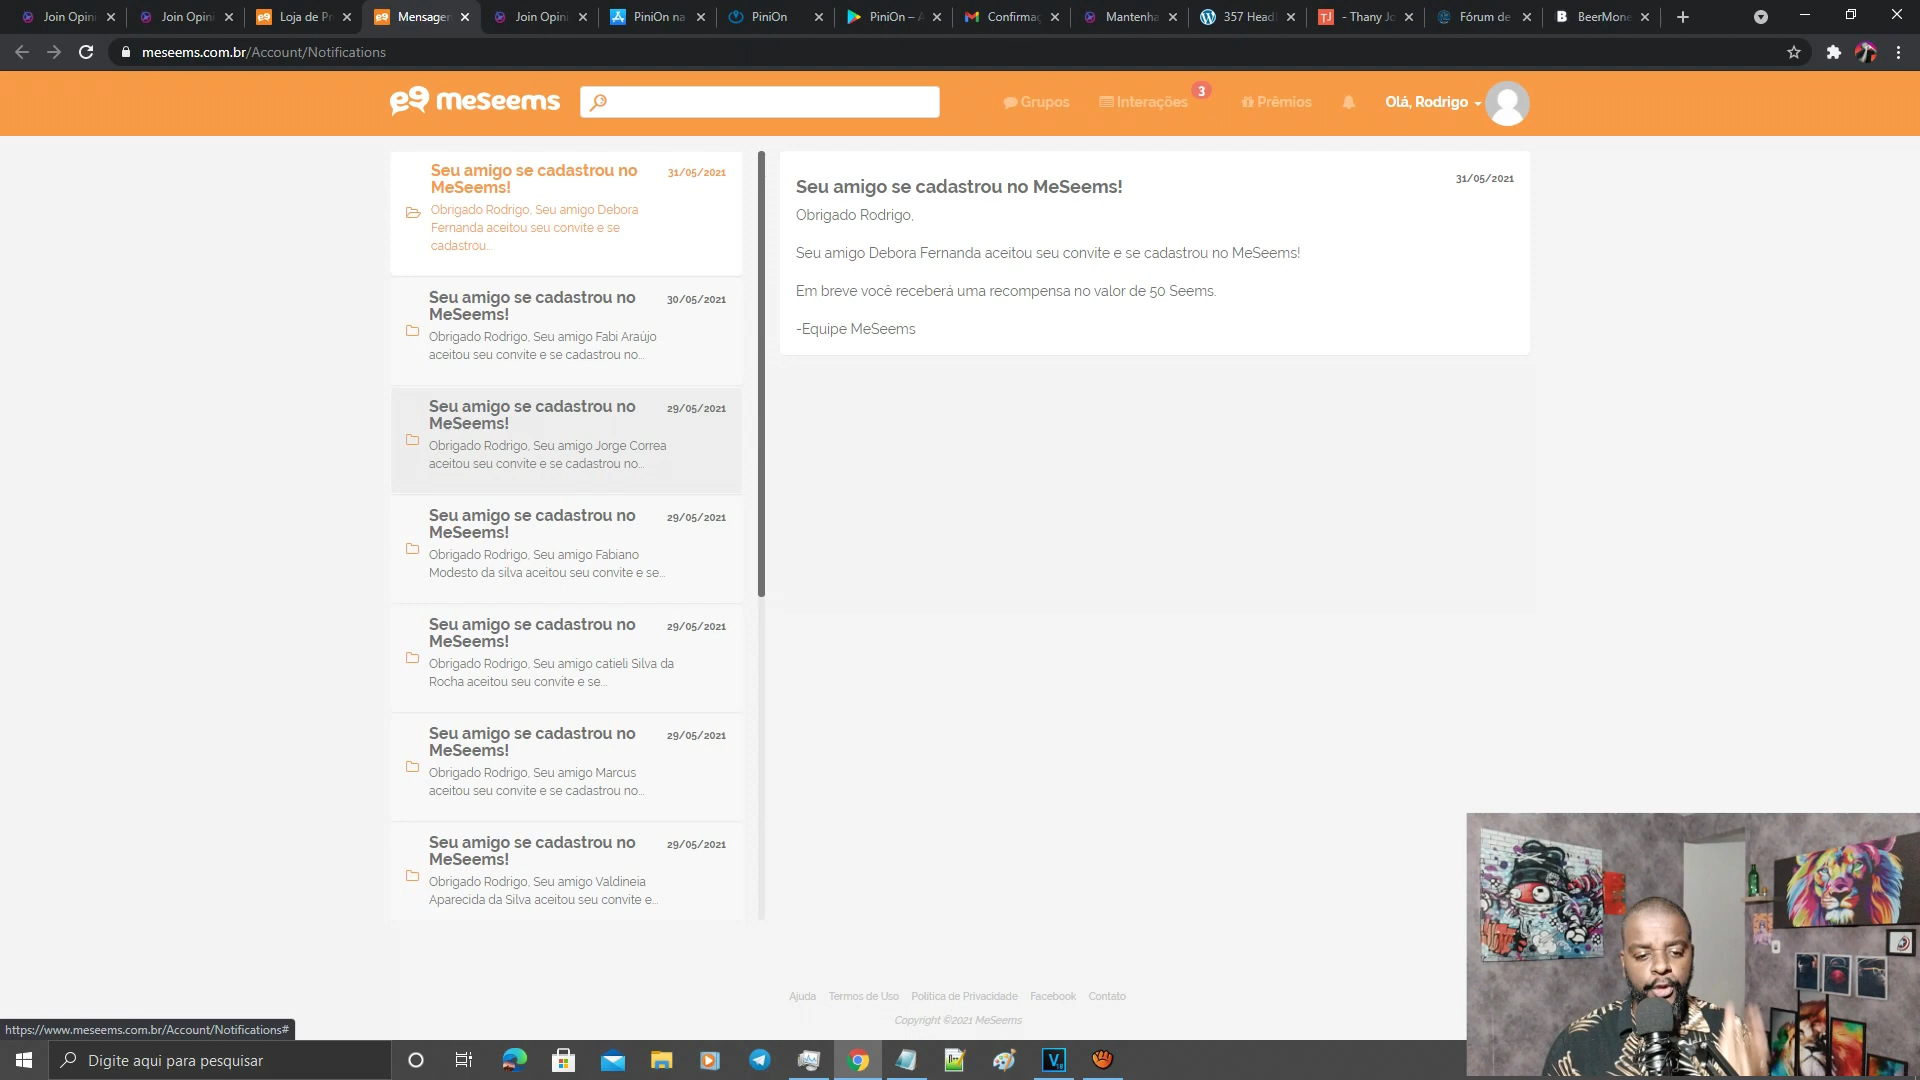 Join Opini
Join Opini
Loja de Pr
Mensagen
Join Opini
PiniOn na
PiniOn
PiniOn – A
Confirmaç
Mantenha
357 Head
- Thany Jo
Fórum de
BeerMone
meseems.com.br/Account/Notifications
meSeems
Grupos
Interações
3
Prêmios
Olá, Rodrigo
Seu amigo se cadastrou no
MeSeems!
31/05/2021
Obrigado Rodrigo, Seu amigo Debora
Fernanda aceitou seu convite e se
cadastrou...
Seu amigo se cadastrou no
MeSeems!
30/05/2021
Obrigado Rodrigo, Seu amigo Fabi Araújo
aceitou seu convite e se cadastrou no...
Seu amigo se cadastrou no
MeSeems!
29/05/2021
Obrigado Rodrigo, Seu amigo Jorge Correa
aceitou seu convite e se cadastrou no...
Seu amigo se cadastrou no
MeSeems!
29/05/2021
Obrigado Rodrigo, Seu amigo Fabiano
Modesto da silva aceitou seu convite e se...
Seu amigo se cadastrou no
MeSeems!
29/05/2021
Obrigado Rodrigo, Seu amigo catieli Silva da
Rocha aceitou seu convite e se...
Seu amigo se cadastrou no
MeSeems!
29/05/2021
Obrigado Rodrigo, Seu amigo Marcus
aceitou seu convite e se cadastrou no...
Seu amigo se cadastrou no
MeSeems!
29/05/2021
Obrigado Rodrigo, Seu amigo Valdineia
Aparecida da Silva aceitou seu convite e...
Seu amigo se cadastrou no MeSeems!
31/05/2021
Obrigado Rodrigo,
Seu amigo Debora Fernanda aceitou seu convite e se cadastrou no MeSeems!
Em breve você receberá uma recompensa no valor de 50 Seems.
-Equipe MeSeems
Ajuda
Termos de Uso
Política de Privacidade
Facebook
Contato
Copyright ©2021 MeSeems
https://www.meseems.com.br/Account/Notifications#
Digite aqui para pesquisar